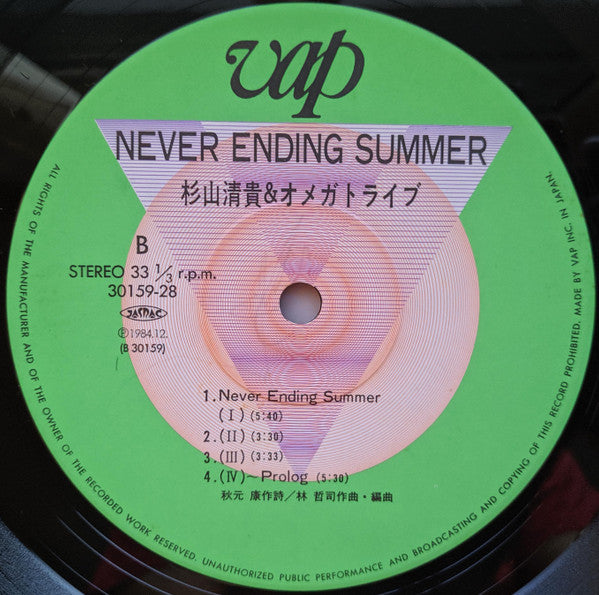 vap
NEVER ENDING SUMMER
杉山清貴&オメガトライブ
B
STEREO 33 1/3 r.p.m.
30159-28
JASRAC
Ⓟ1984.12.
(B 30159)
1. Never Ending Summer
(I) (5:40)
2. (II) (3:30)
3. (III) (3:33)
4. (IV)~Prolog (5:30)
秋元 康作詩/林 哲司作曲・編曲
ALL RIGHTS OF THE MANUFACTURER AND OF THE OWNER OF THE RECORDED WORK RESERVED. UNAUTHORIZED PUBLIC PERFORMANCE AND BROADCASTING AND COPYING OF THIS RECORD PROHIBITED. MADE BY VAP INC. IN JAPAN.